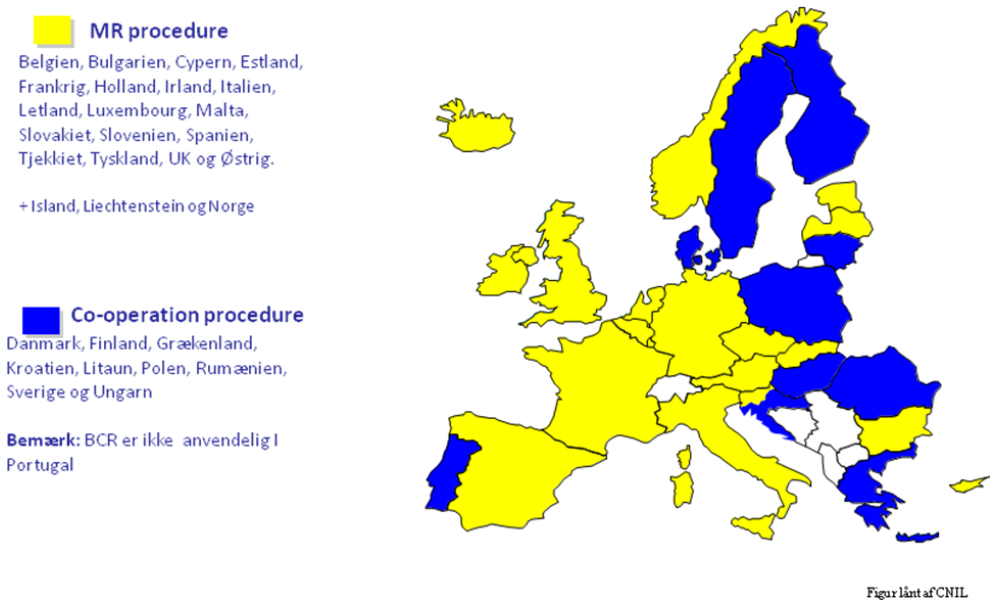 MR procedure
Belgien, Bulgarien, Cypern, Estland,
Frankrig, Holland, Irland, Italien,
Letland, Luxembourg, Malta,
Slovakiet, Slovenien, Spanien,
Tjekkiet, Tyskland, UK og Østrig.
+ Island, Liechtenstein og Norge
Co-operation procedure
Danmark, Finland, Grækenland,
Kroatien, Litaun, Polen, Rumænien,
Sverige og Ungarn
Bemærk: BCR er ikke anvendelig I
Portugal
Figur lånt af CNIL